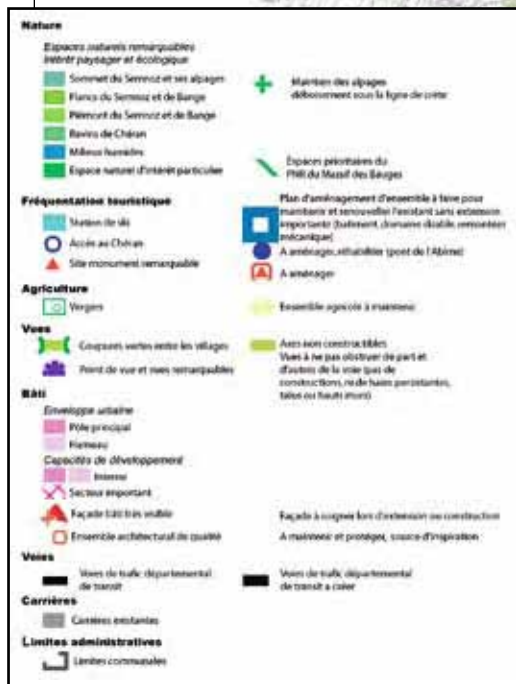 Nature
Espaces naturels remarquables
Intérêt paysager et écologique
Sommet du Semnoz et ses alpages
Maintien des alpages
déboisement sous la ligne de crête
Flancs du Semnoz et de Bange
Piémont du Semnoz et de Bange
Ravins de Chéran
Milieux humides
Espace naturel d'intérêt particulier
Espaces prioritaires du
PNR du Massif des Bauges
Fréquentation touristique
Station de ski
Plan d'aménagement d'ensemble à faire pour
maintenir et renouveller l'existant sans extension
importante (batiment, domaine skiable, remontées
mécanique)
Accès au Chéran
A aménager, réhabiliter (pont de l'Abime)
Site monument remarquable
A aménager
Agriculture
Vergers
Ensemble agricole à maintenir
Vues
Coupures vertes entre les villages
Axes non constructibles
Vues à ne pas obstruer de part et
d'autres de la voie (pas de
constructions, ni de haies persistantes,
talus ou hauts murs)
Point de vue et vues remarquables
Bâti
Enveloppe urbaine
Pôle principal
Hameau
Capacités de développement
Interne
Secteur important
Façade bâti très visible
Façade à soigner lors d'extension ou construction
Ensemble architectural de qualité
A maintenir et protéger, source d'inspiration
Voies
Voies de trafic départemental
de transit
Voies de trafic départemental
de transit a créer
Carrières
Carrières existantes
Limites administratives
Limites communales